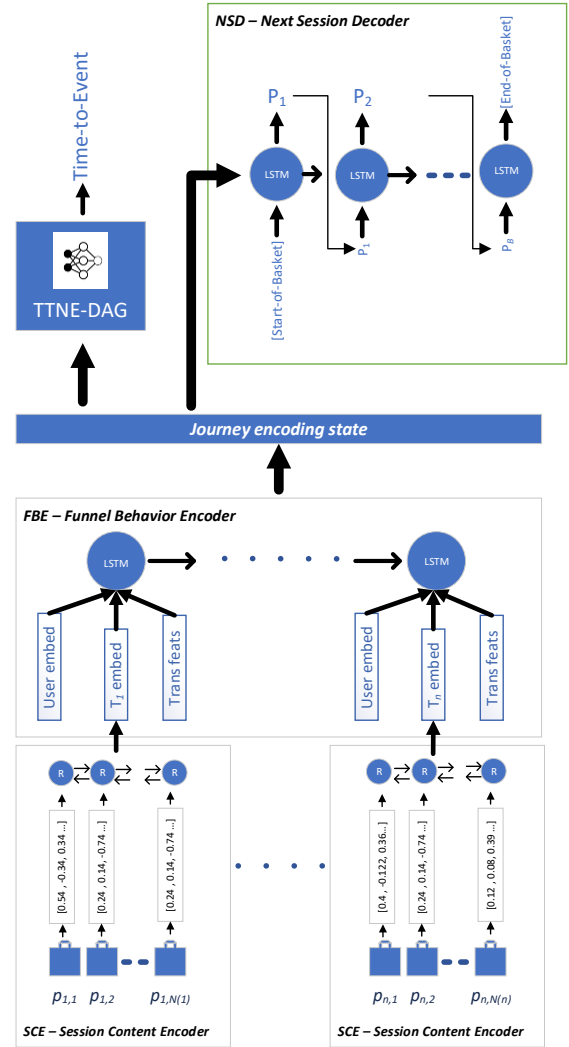 NSD – Next Session Decoder
[End-of-Basket]
P1
P2
Time-to-Event
LSTM
LSTM
LSTM
P1
PB
[Start-of-Basket]
TTNE-DAG
Journey encoding state
FBE – Funnel Behavior Encoder
LSTM
LSTM
User embed
T1 embed
Trans feats
User embed
Tn embed
Trans feats
R
R
R
R
R
R
[0.54 , -0.34, 0.34 ...]
[0.24 , 0.14, -0.74 ...]
[0.24 , 0.14, -0.74 ...]
[0.4 , -0.122, 0.36...]
[0.24 , 0.14, -0.74 ...]
[0.12 , 0.08, 0.39 ...]
p1,1
p1,2
p1,N(1)
pn,1
pn,2
pn,N(n)
SCE – Session Content Encoder
SCE – Session Content Encoder